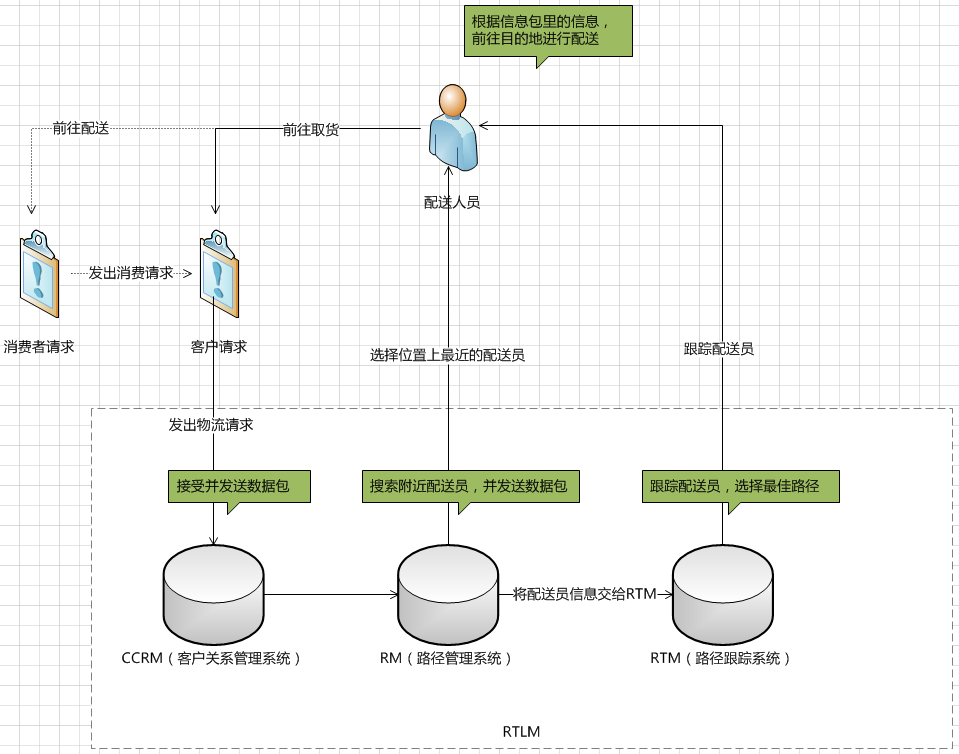 根据信息包里的信息，
前往目的地进行配送
前往配送
前往取货
配送人员
发出消费请求
消费者请求
客户请求
选择位置上最近的配送员
跟踪配送员
发出物流请求
接受并发送数据包
搜索附近配送员，并发送数据包
跟踪配送员，选择最佳路径
将配送员信息交给RTM
CCRM（客户关系管理系统）
RM（路径管理系统）
RTM（路径跟踪系统）
RTLM